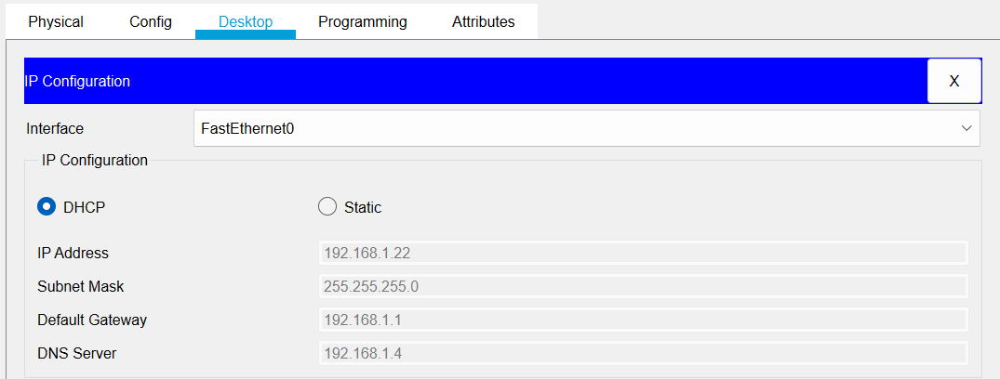 Physical Config Desktop Programming Attributes
IP Configuration X
Interface FastEthernet0
IP Configuration
DHCP Static
IP Address 192.168.1.22
Subnet Mask 255.255.255.0
Default Gateway 192.168.1.1
DNS Server 192.168.1.4